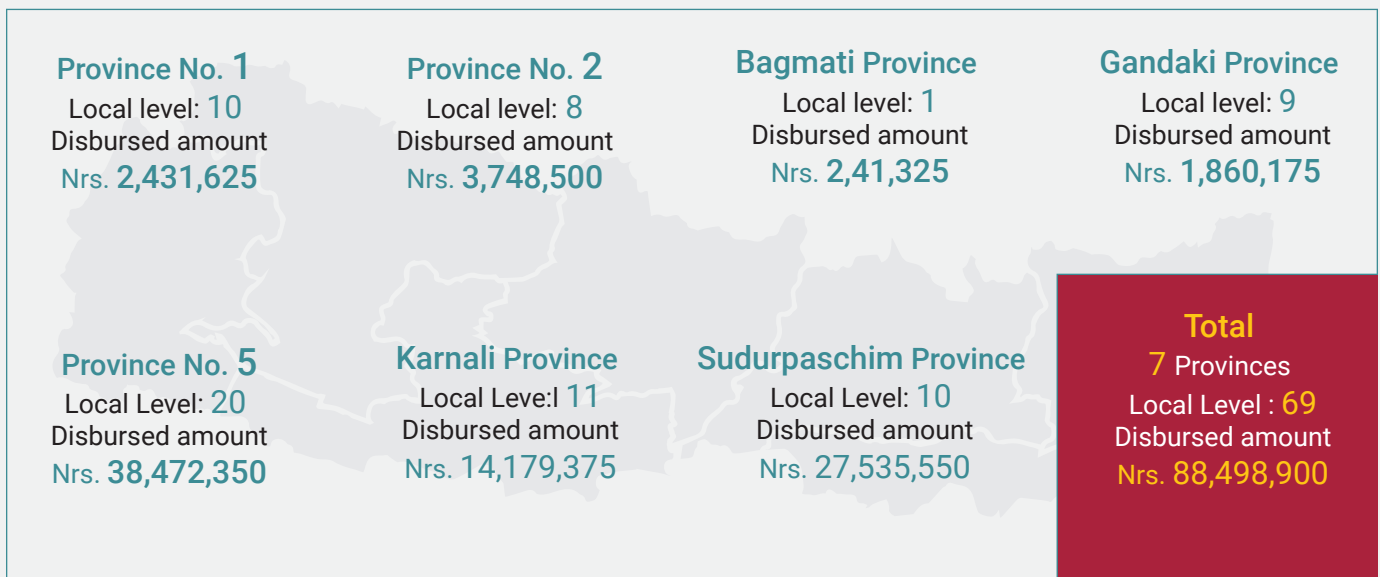 Province No. 1
Local level: 10
Disbursed amount
Nrs. 2,431,625
Province No. 2
Local level: 8
Disbursed amount
Nrs. 3,748,500
Bagmati Province
Local level: 1
Disbursed amount
Nrs. 2,41,325
Gandaki Province
Local level: 9
Disbursed amount
Nrs. 1,860,175
Province No. 5
Local Level: 20
Disbursed amount
Nrs. 38,472,350
Karnali Province
Local Leve:l 11
Disbursed amount
Nrs. 14,179,375
Sudurpaschim Province
Local Level: 10
Disbursed amount
Nrs. 27,535,550
Total
7 Provinces
Local Level : 69
Disbursed amount
Nrs. 88,498,900